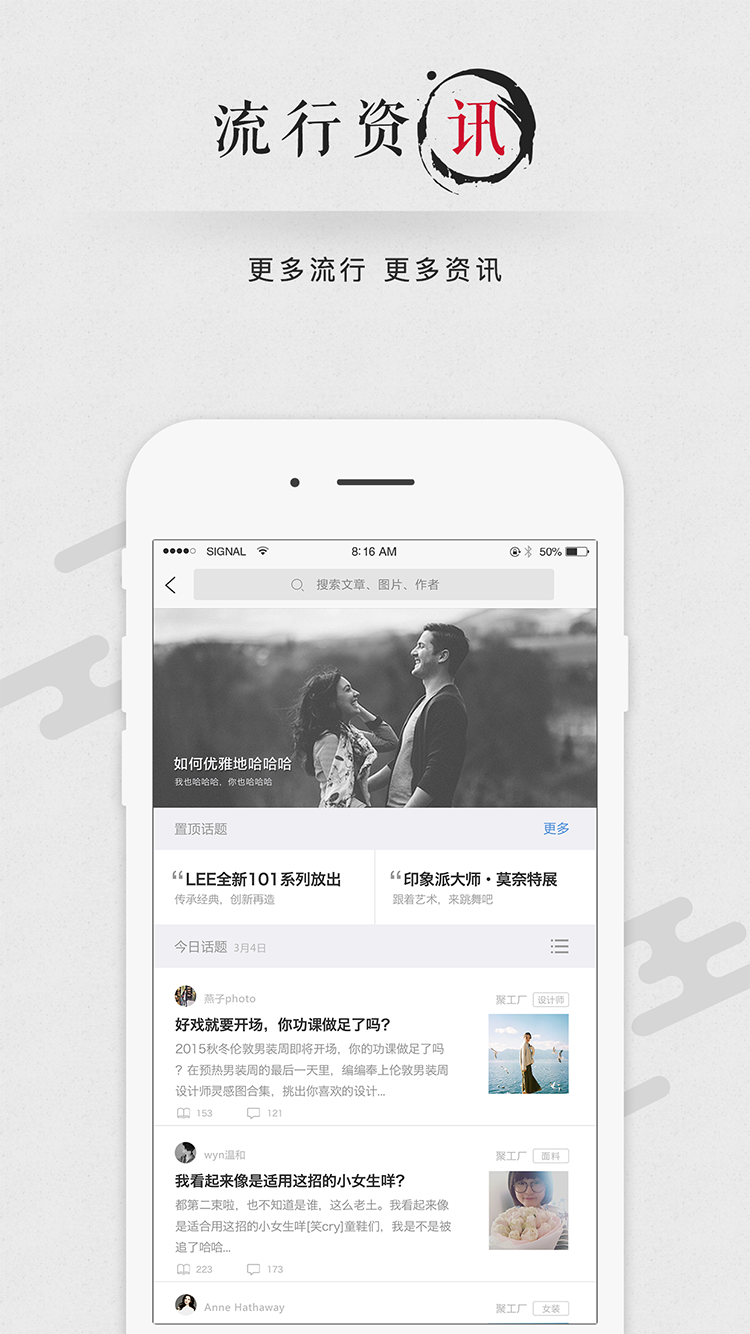 流行资讯
更多流行 更多资讯
SIGNAL 8:16 AM 50%
搜索文章、图片、作者
如何优雅地哈哈哈
我也哈哈哈，你也哈哈哈
置顶话题 更多
“LEE全新101系列放出 “印象派大师·莫奈特展
传承经典，创新再造 跟着艺术，来跳舞吧
今日话题 3月4日
燕子photo 聚工厂 设计师
好戏就要开场，你功课做足了吗？
2015秋冬伦敦男装周即将开场，你的功课做足了吗
？在预热男装周的最后一天里，编编奉上伦敦男装周
设计师灵感图合集，挑出你喜欢的设计...
153 121
wyn温和 聚工厂 面料
我看起来像是适用这招的小女生咩？
都第二束啦，也不知道是谁，这么老土。我看起来像
是适合用这招的小女生咩[笑cry]童鞋们，我是不是被
追了哈哈...
223 173
Anne Hathaway 聚工厂 女装